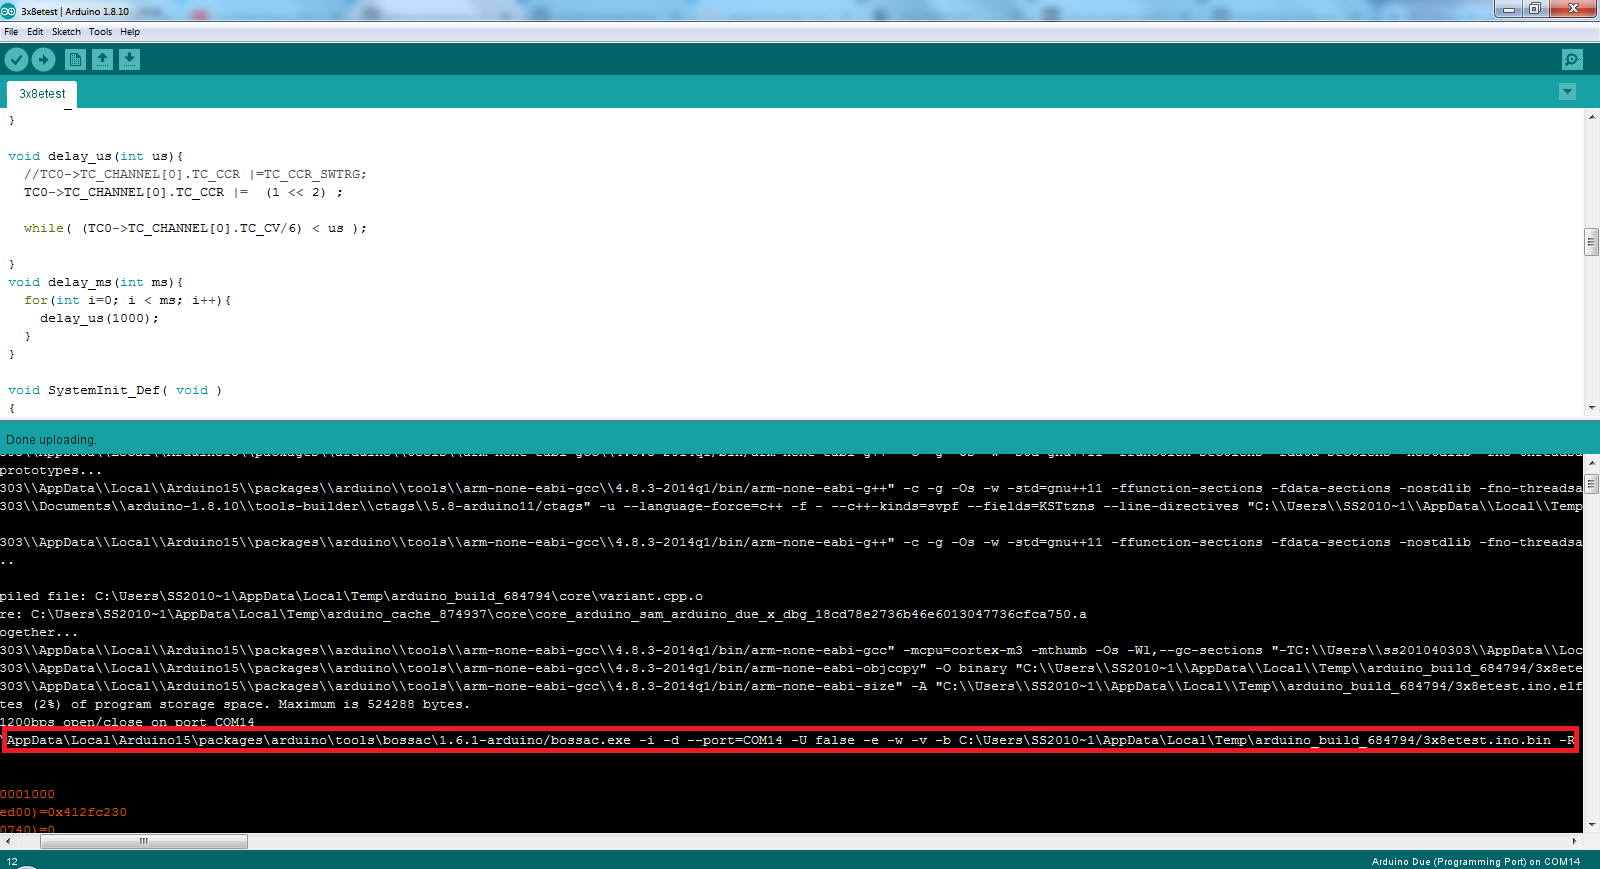 3x8etest | Arduino 1.8.10
File Edit Sketch Tools Help
3x8etest
}
void delay_us(int us){
//TC0->TC_CHANNEL[0].TC_CCR |=TC_CCR_SWTRG;
TC0->TC_CHANNEL[0].TC_CCR |=  (1 << 2) ;
while( (TC0->TC_CHANNEL[0].TC_CV/6) < us );
}
void delay_ms(int ms){
for(int i=0; i < ms; i++){
delay_us(1000);
}
}
void SystemInit_Def( void )
{
Done uploading.
prototypes...
303\\AppData\\Local\\Arduino15\\packages\\arduino\\tools\\arm-none-eabi-gcc\\4.8.3-2014q1/bin/arm-none-eabi-g++" -c -g -Os -w -std=gnu++11 -ffunction-sections -fdata-sections -nostdlib -fno-threadsa
303\\Documents\\arduino-1.8.10\\tools-builder\\ctags\\5.8-arduino11/ctags" -u --language-force=c++ -f - --c++-kinds=svpf --fields=KSTtzns --line-directives "C:\\Users\\SS2010~1\\AppData\\Local\\Temp
303\\AppData\\Local\\Arduino15\\packages\\arduino\\tools\\arm-none-eabi-gcc\\4.8.3-2014q1/bin/arm-none-eabi-g++" -c -g -Os -w -std=gnu++11 -ffunction-sections -fdata-sections -nostdlib -fno-threadsa
..
piled file: C:\Users\SS2010~1\AppData\Local\Temp\arduino_build_684794\core\variant.cpp.o
re: C:\Users\SS2010~1\AppData\Local\Temp\arduino_cache_874937\core\core_arduino_sam_arduino_due_x_dbg_18cd78e2736b46e6013047736cfca750.a
ogether...
303\\AppData\\Local\\Arduino15\\packages\\arduino\\tools\\arm-none-eabi-gcc\\4.8.3-2014q1/bin/arm-none-eabi-gcc" -mcpu=cortex-m3 -mthumb -Os -Wl,--gc-sections "-TC:\\Users\\ss201040303\\AppData\\Loc
303\\AppData\\Local\\Arduino15\\packages\\arduino\\tools\\arm-none-eabi-gcc\\4.8.3-2014q1/bin/arm-none-eabi-objcopy" -O binary "C:\\Users\\SS2010~1\\AppData\\Local\\Temp\\arduino_build_684794/3x8ete
303\\AppData\\Local\\Arduino15\\packages\\arduino\\tools\\arm-none-eabi-gcc\\4.8.3-2014q1/bin/arm-none-eabi-size" -A "C:\\Users\\SS2010~1\\AppData\\Local\\Temp\\arduino_build_684794/3x8etest.ino.elf
tes (2%) of program storage space. Maximum is 524288 bytes.
1200bps open/close on port COM14
\AppData\Local\Arduino15\packages\arduino\tools\bossac\1.6.1-arduino/bossac.exe -i -d --port=COM14 -U false -e -w -v -b C:\Users\SS2010~1\AppData\Local\Temp\arduino_build_684794/3x8etest.ino.bin -R
0001000
ed00)=0x412fc230
0740)=0
12
Arduino Due (Programming Port) on COM14